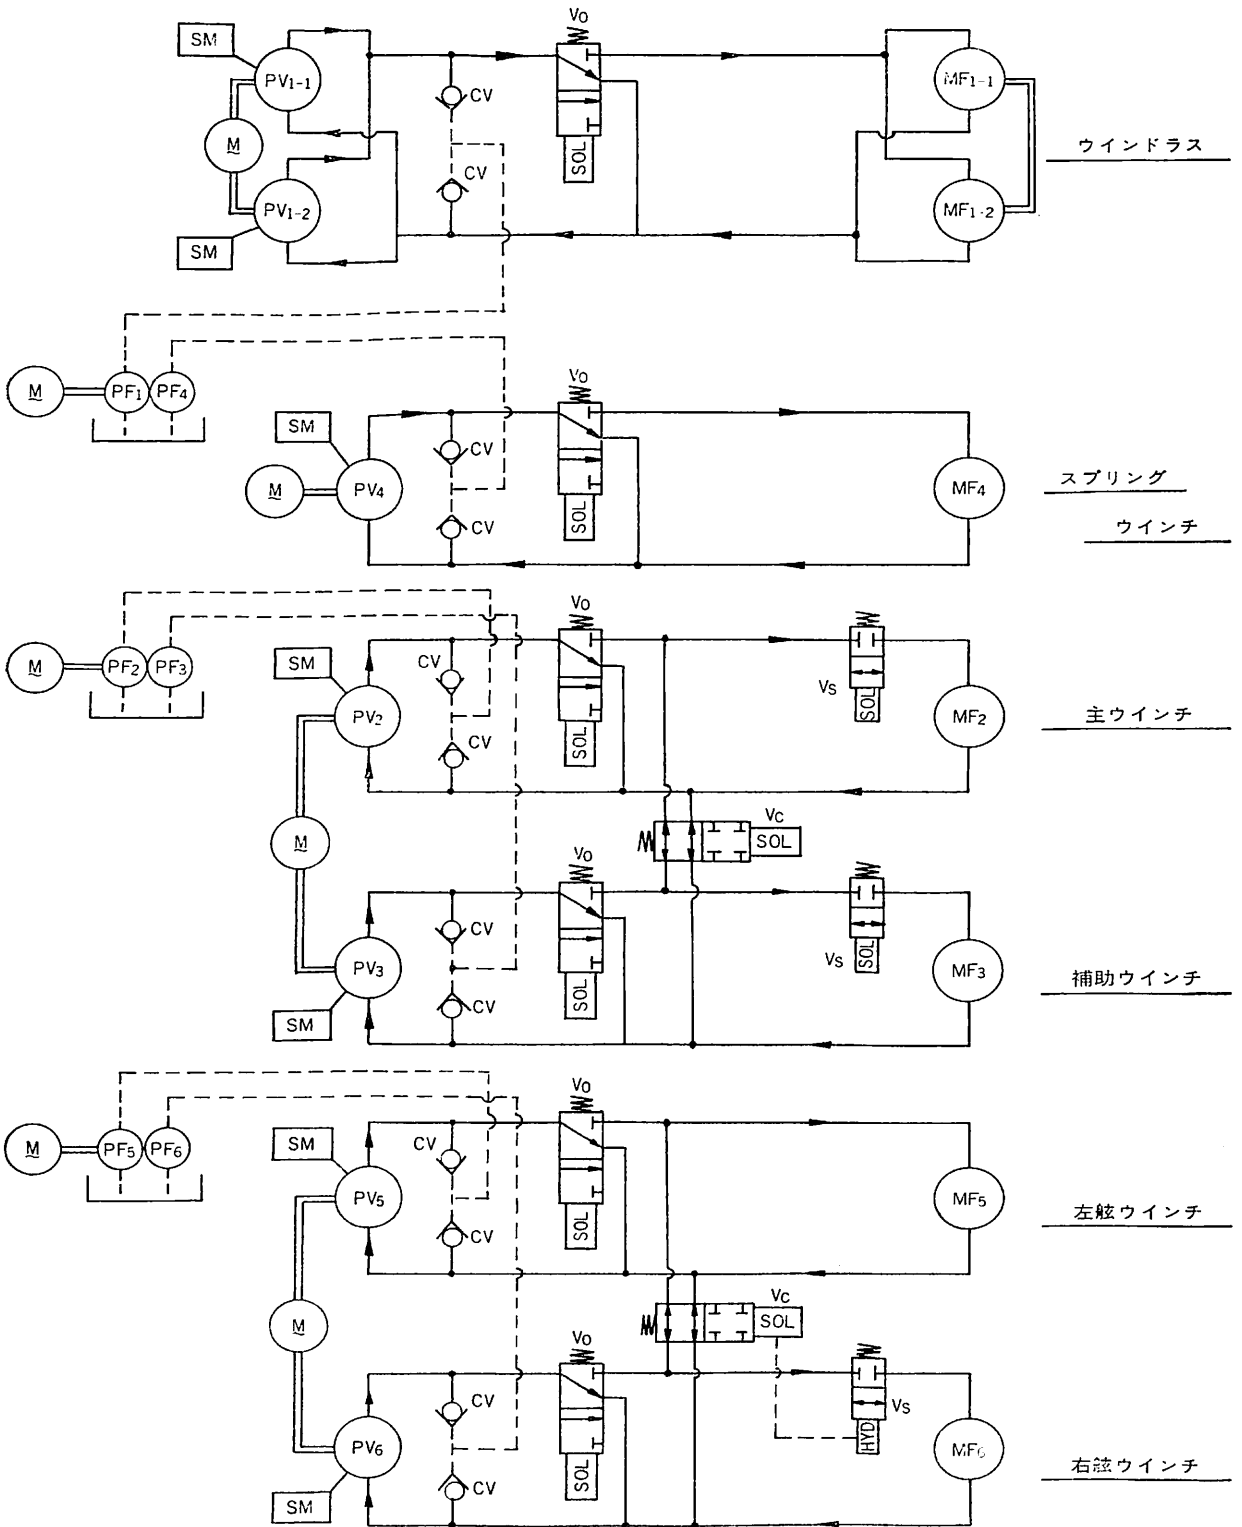 Vo
SM
PV1-1
CV
MF1-1
M
SOL
ウインドラス
CV
PV1-2
MF1-2
SM
M
PF1
PF4
Vo
SM
CV
M
PV4
SOL
MF4
スプリング
CV
ウインチ
Vo
M
PF2
PF3
SM
CV
VS
SOL
PV2
MF2
主ウインチ
CV
SOL
VC
M
SOL
Vo
CV
VS
SOL
PV3
MF3
補助ウインチ
SOL
CV
SM
Vo
M
PF5
PF6
SM
CV
PV5
MF5
左舷ウインチ
CV
SOL
VC
M
SOL
Vo
CV
VS
HYD
PV6
MF6
右舷ウインチ
SOL
CV
SM